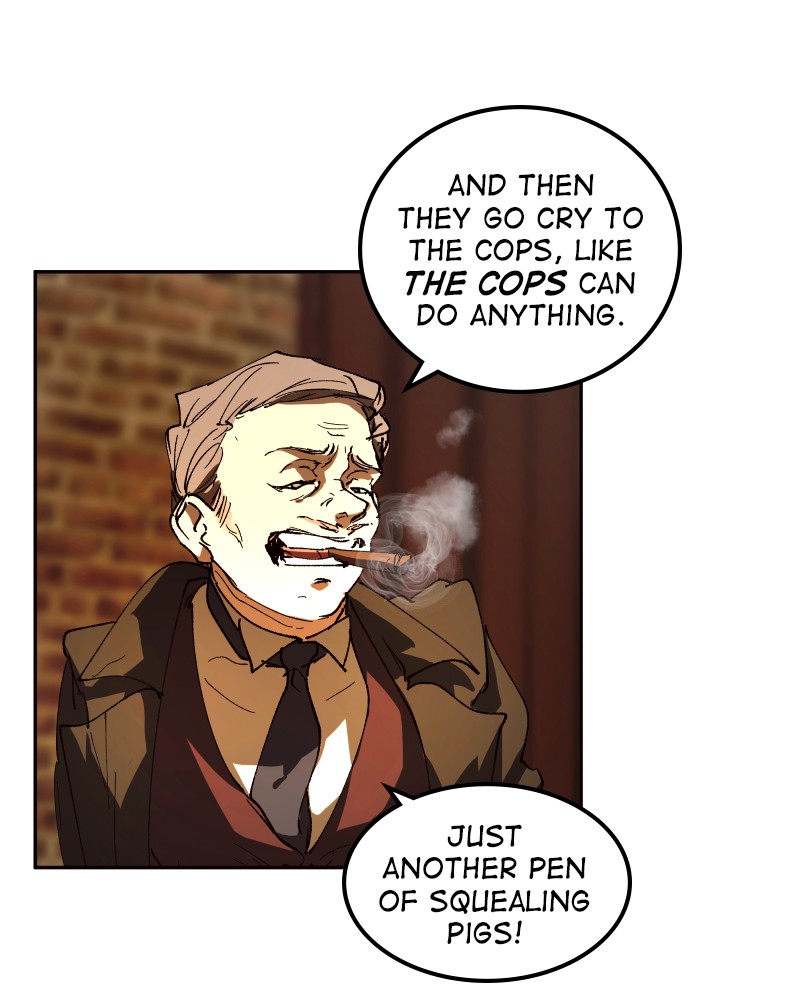 AND THEN
THEY GO CRY TO
THE COPS, LIKE
THE COPS CAN
DO ANYTHING.
JUST
ANOTHER PEN
OF SQUEALING
PIGS!